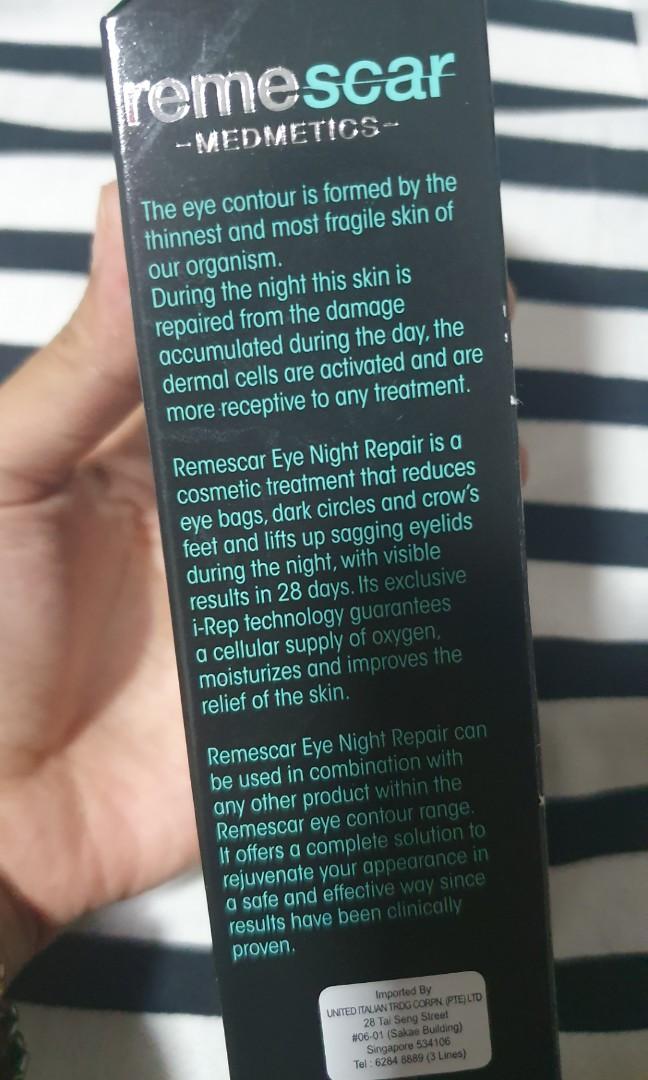 remescar
-MEDMETICS-
The eye contour is formed by the
thinnest and most fragile skin of
our organism.
During the night this skin is
repaired from the damage
accumulated during the day, the
dermal cells are activated and are
more receptive to any treatment.
Remescar Eye Night Repair is a
cosmetic treatment that reduces
eye bags, dark circles and crow's
feet and lifts up sagging eyelids
during the night, with visible
results in 28 days. Its exclusive
i-Rep technology guarantees
a cellular supply of oxygen,
moisturizes and improves the
relief of the skin.
Remescar Eye Night Repair can
be used in combination with
any other product within the
Remescar eye contour range.
It offers a complete solution to
rejuvenate your appearance in
a safe and effective way since
results have been clinically
proven.
Imported By
UNITED ITALIAN TRDG CORPN. (PTE) LTD
28 Tai Seng Street
#06-01 (Sakae Building)
Singapore 534106
Tel : 6284 8889 (3 Lines)